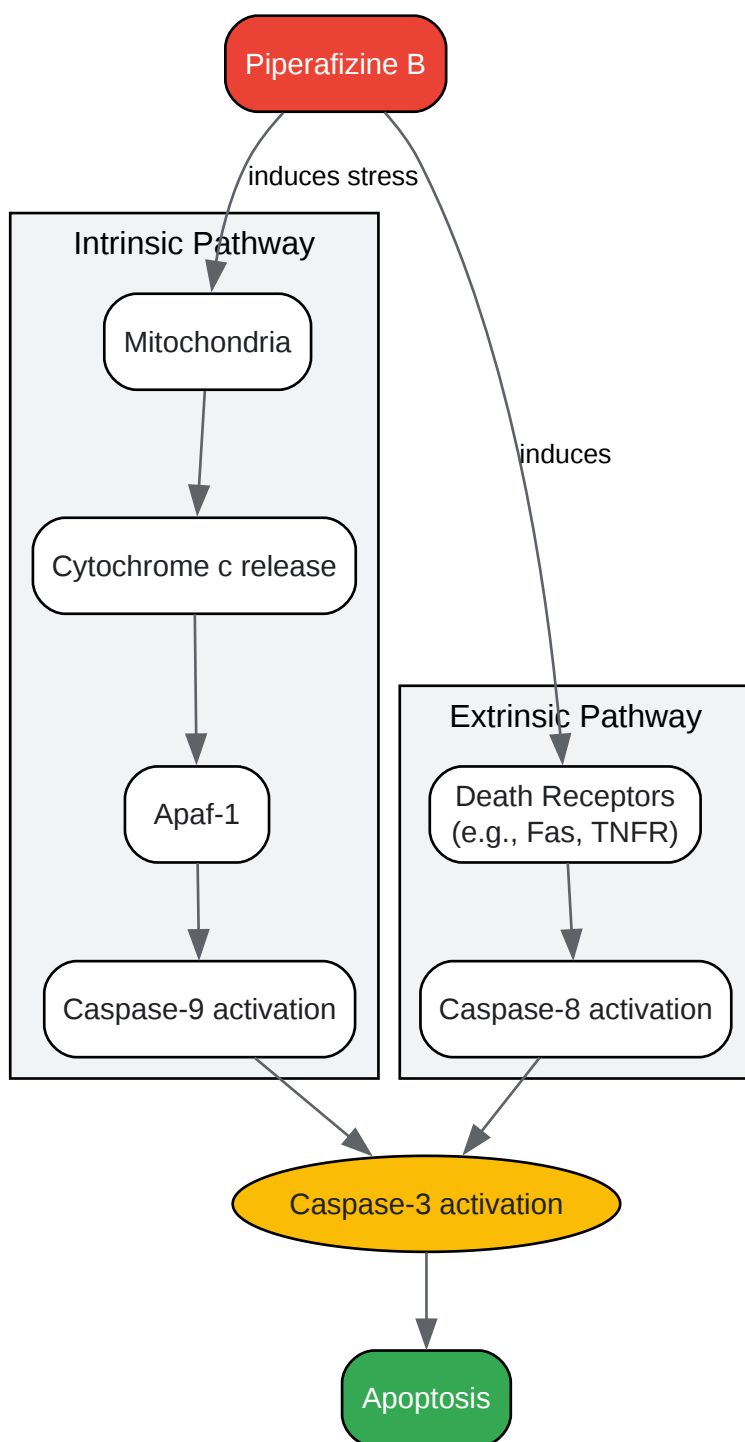 Piperafizine B
induces stress
Intrinsic Pathway
Mitochondria
induces
Cytochrome c release
Extrinsic Pathway
Apaf-1
Death Receptors
(e.g., Fas, TNFR)
Caspase-9 activation
Caspase-8 activation
Caspase-3 activation
Apoptosis